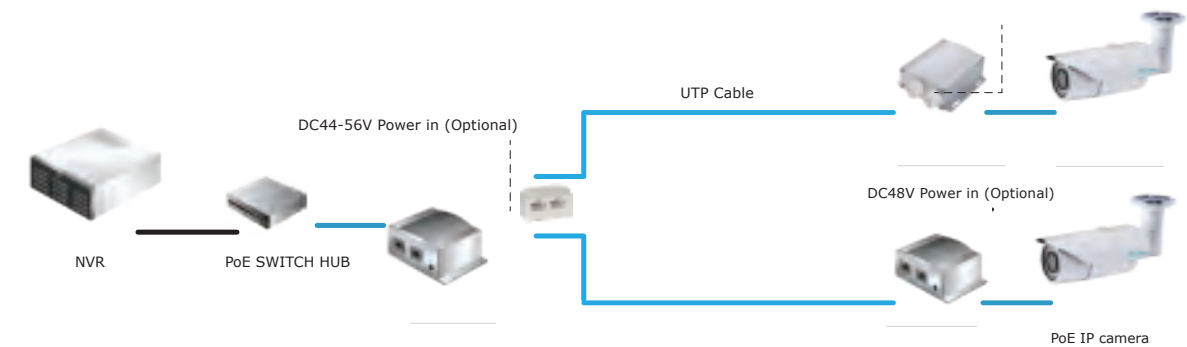 UTP Cable
DC44-56V Power in (Optional)
DC48V Power in (Optional)
NVR
PoE SWITCH HUB
PoE IP camera